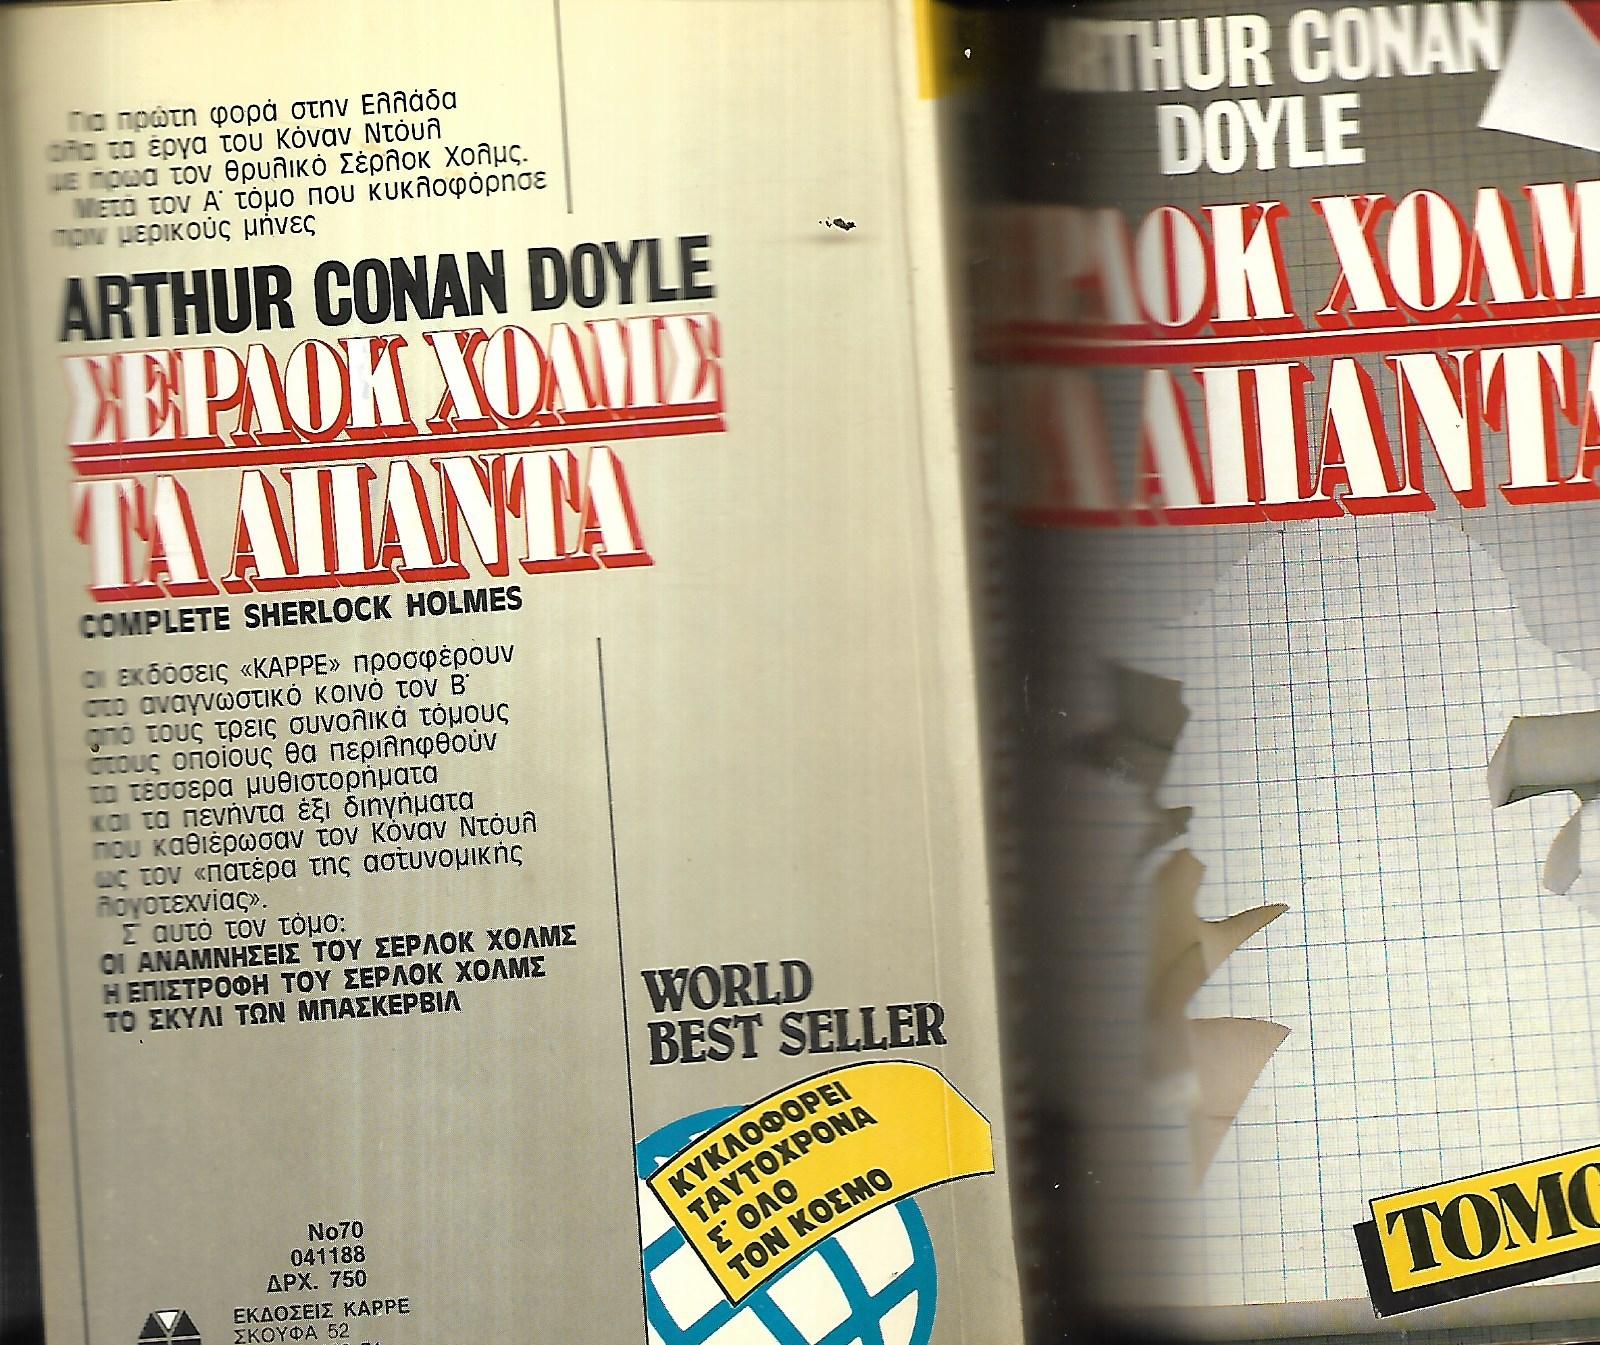 Για πρώτη φορά στην Ελλάδα
όλα τα έργα του Κόναν Ντόυλ
με ήρωα τον θρυλικό Σέρλοκ Χολμς.
Μετά τον Α' τόμο που κυκλοφόρησε
πριν μερικούς μήνες
ARTHUR CONAN DOYLE
ΣΕΡΛΟΚ ΧΟΛΜΣ
ΤΑ ΑΠΑΝΤΑ
COMPLETE SHERLOCK HOLMES
οι εκδόσεις «ΚΑΡΡΕ» προσφέρουν
στο αναγνωστικό κοινό τον Β'
από τους τρεις συνολικά τόμους
στους οποίους θα περιληφθούν
τα τέσσερα μυθιστορήματα
και τα πενήντα έξι διηγήματα
που καθιέρωσαν τον Κόναν Ντόυλ
ως τον «πατέρα της αστυνομικής
λογοτεχνίας».
Σ' αυτό τον τόμο:
ΟΙ ΑΝΑΜΝΗΣΕΙΣ ΤΟΥ ΣΕΡΛΟΚ ΧΟΛΜΣ
Η ΕΠΙΣΤΡΟΦΗ ΤΟΥ ΣΕΡΛΟΚ ΧΟΛΜΣ
ΤΟ ΣΚΥΛΙ ΤΩΝ ΜΠΑΣΚΕΡΒΙΛ
WORLD
BEST SELLER
ΚΥΚΛΟΦΟΡΕΙ
ΤΑΥΤΟΧΡΟΝΑ
Σ' ΟΛΟ
ΤΟΝ ΚΟΣΜΟ
Νο70
041188
ΔΡΧ. 750
ΕΚΔΟΣΕΙΣ ΚΑΡΡΕ
ΣΚΟΥΦΑ 52
ARTHUR CONAN
DOYLE
ΡΛΟΚ ΧΟΛΜ
ΤΑ ΑΠΑΝΤΑ
ΤΟΜΟ